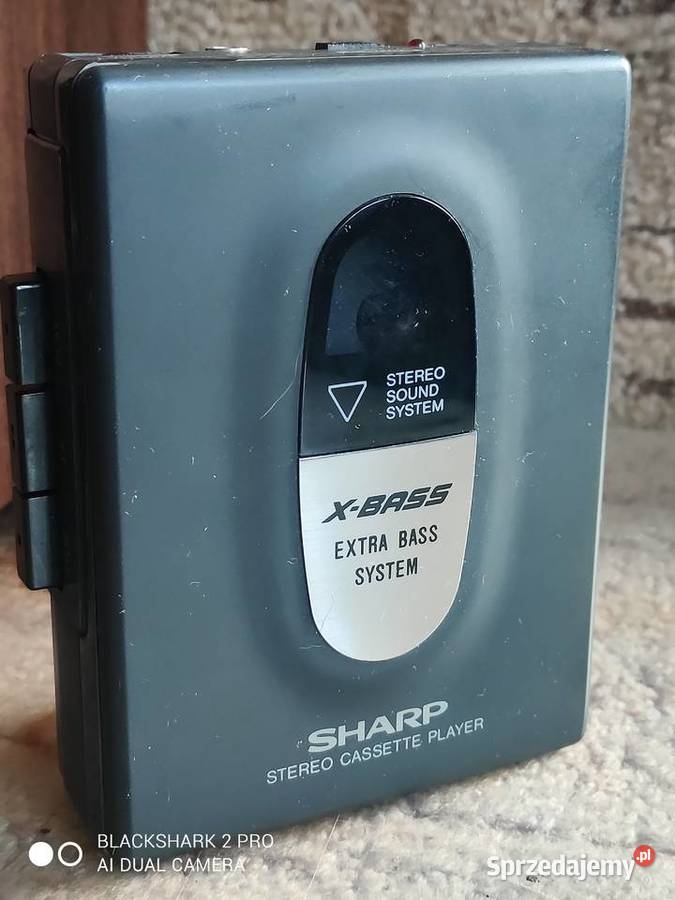 STEREO
SOUND
SYSTEM
X-BASS
EXTRA BASS
SYSTEM
SHARP
STEREO CASSETTE PLAYER
BLACKSHARK 2 PRO
AI DUAL CAMERA
Sprzedajemy.pl